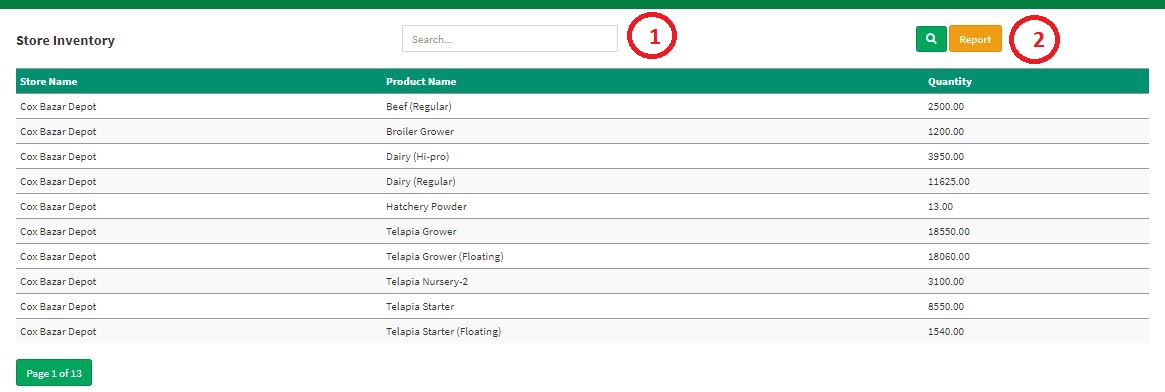 Store Inventory Search... 1 Report 2
Store Name Product Name Quantity
Cox Bazar Depot Beef (Regular) 2500.00
Cox Bazar Depot Broiler Grower 1200.00
Cox Bazar Depot Dairy (Hi-pro) 3950.00
Cox Bazar Depot Dairy (Regular) 11625.00
Cox Bazar Depot Hatchery Powder 13.00
Cox Bazar Depot Telapia Grower 18550.00
Cox Bazar Depot Telapia Grower (Floating) 18060.00
Cox Bazar Depot Telapia Nursery-2 3100.00
Cox Bazar Depot Telapia Starter 8550.00
Cox Bazar Depot Telapia Starter (Floating) 1540.00
Page 1 of 13